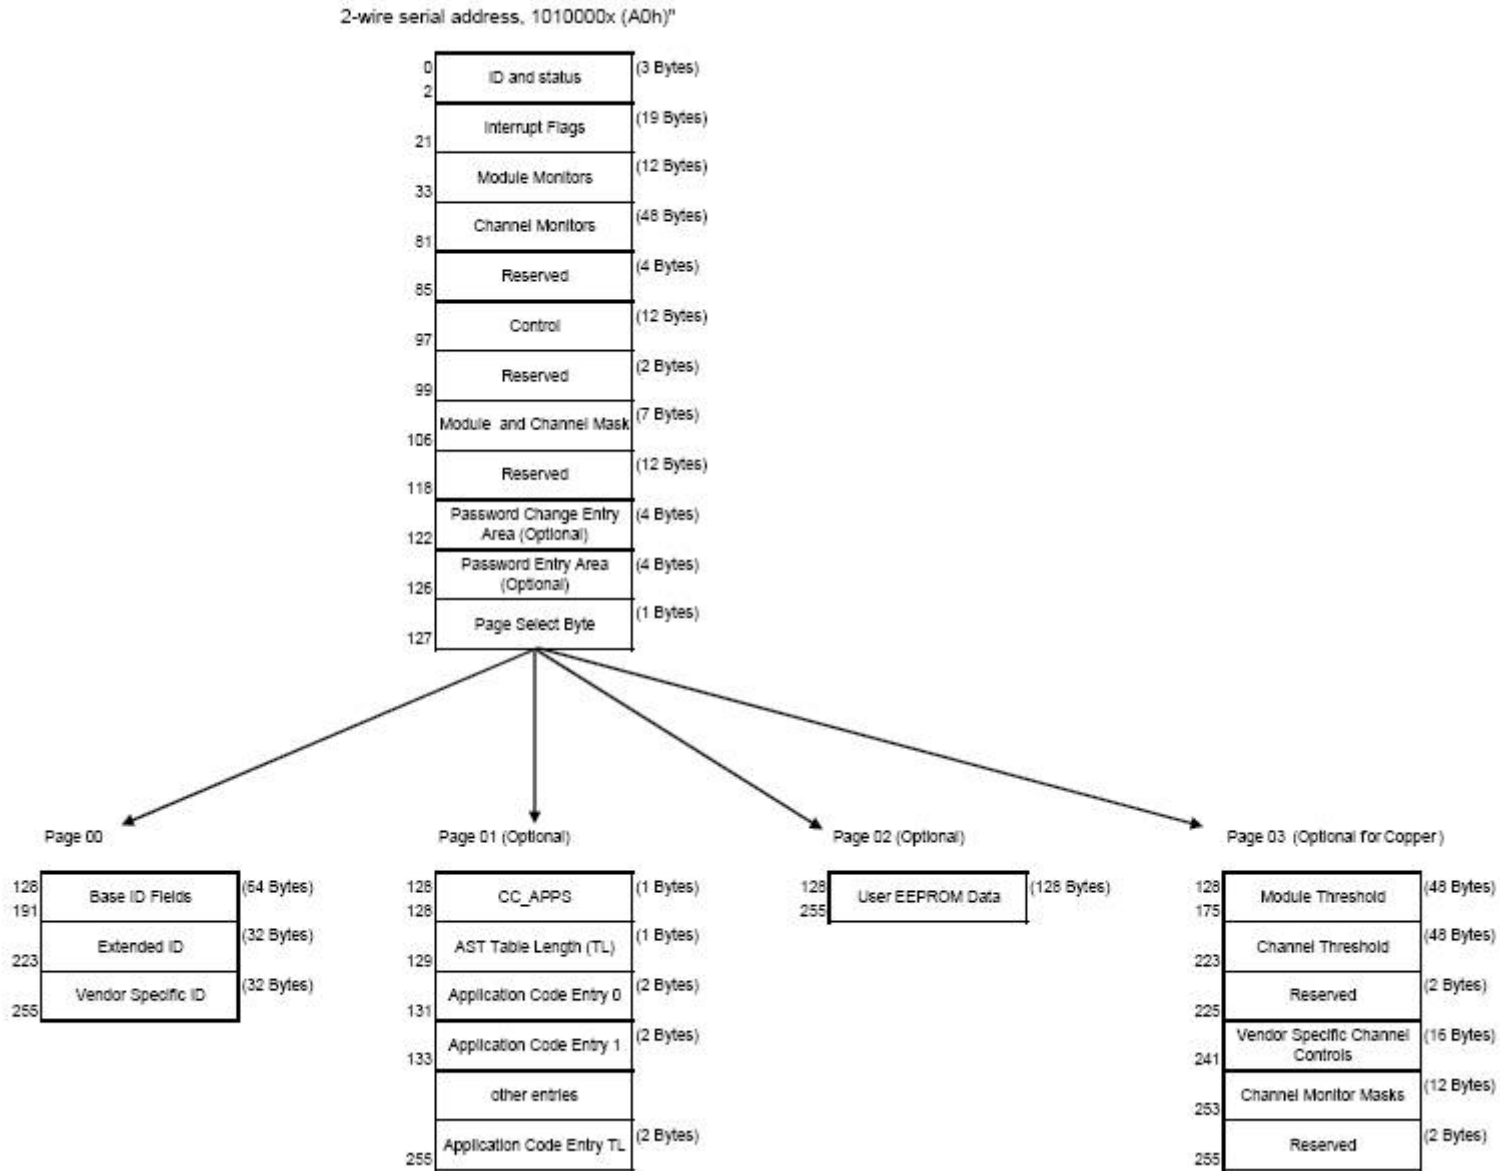 2-wire serial address, 1010000x (A0h)"
0
ID and status
(3 Bytes)
2
Interrupt Flags
(19 Bytes)
21
Module Monitors
(12 Bytes)
33
Channel Monitors
(48 Bytes)
81
Reserved
(4 Bytes)
85
Control
(12 Bytes)
97
Reserved
(2 Bytes)
99
Module and Channel Mask
(7 Bytes)
106
Reserved
(12 Bytes)
118
Password Change Entry
Area (Optional)
(4 Bytes)
122
Password Entry Area
(Optional)
(4 Bytes)
126
Page Select Byte
(1 Bytes)
127
Page 00
128
Base ID Fields
(64 Bytes)
191
Extended ID
(32 Bytes)
223
Vendor Specific ID
(32 Bytes)
255
Page 01 (Optional)
128
CC_APPS
(1 Bytes)
128
AST Table Length (TL)
(1 Bytes)
129
Application Code Entry 0
(2 Bytes)
131
Application Code Entry 1
(2 Bytes)
133
other entries
Application Code Entry TL
(2 Bytes)
255
Page 02 (Optional)
128
User EEPROM Data
(128 Bytes)
255
Page 03 (Optional for Copper)
128
Module Threshold
(48 Bytes)
175
Channel Threshold
(48 Bytes)
223
Reserved
(2 Bytes)
225
Vendor Specific Channel
Controls
(16 Bytes)
241
Channel Monitor Masks
(12 Bytes)
253
Reserved
(2 Bytes)
255